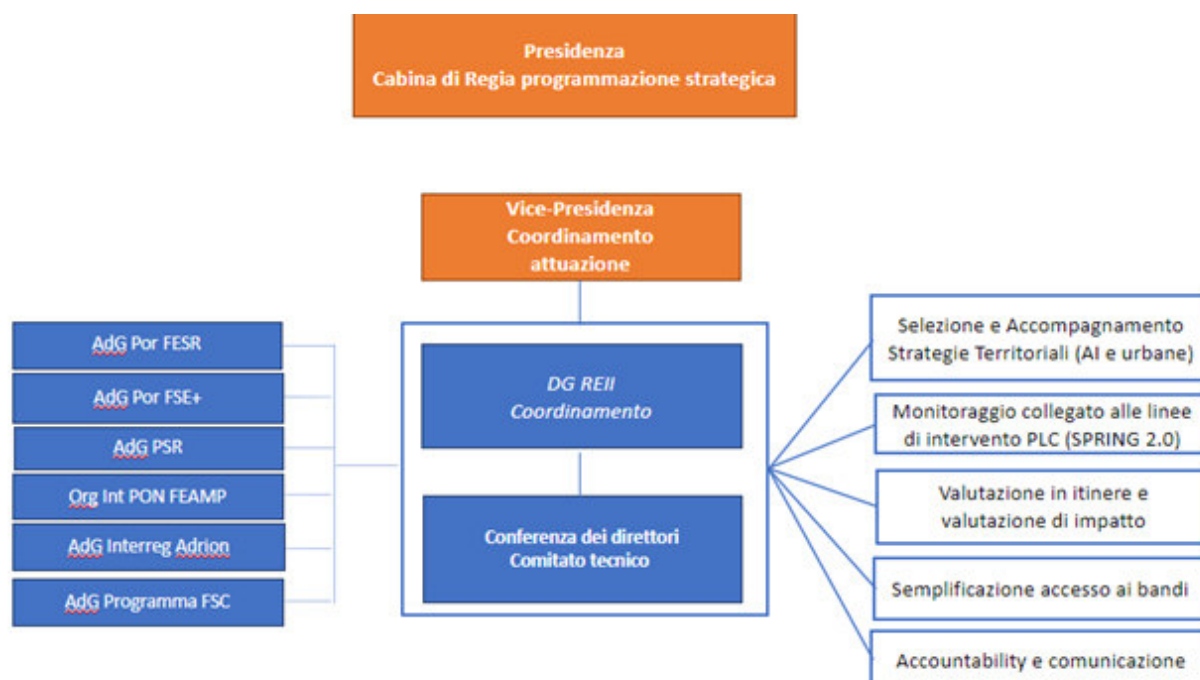 Presidenza
Cabina di Regia programmazione strategica
Vice-Presidenza
Coordinamento
attuazione
AdG Por FESR
AdG Por FSE+
AdG PSR
Org Int PON FEAMP
AdG Interreg Adrion
AdG Programma FSC
DG REII
Coordinamento
Conferenza dei direttori
Comitato tecnico
Selezione e Accompagnamento
Strategie Territoriali (AI e urbane)
Monitoraggio collegato alle linee
di intervento PLC (SPRING 2.0)
Valutazione in itinere e
valutazione di impatto
Semplificazione accesso ai bandi
Accountability e comunicazione